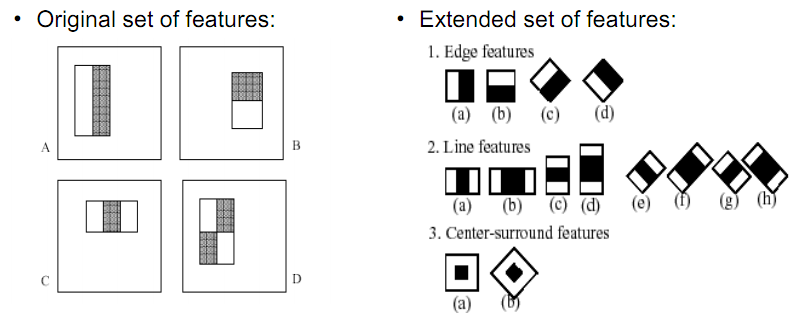 • Original set of features:
A
B
C
D
• Extended set of features:
1. Edge features
(a) (b) (c) (d)
2. Line features
(a) (b) (c) (d) (e) (f) (g) (h)
3. Center-surround features
(a) (b)